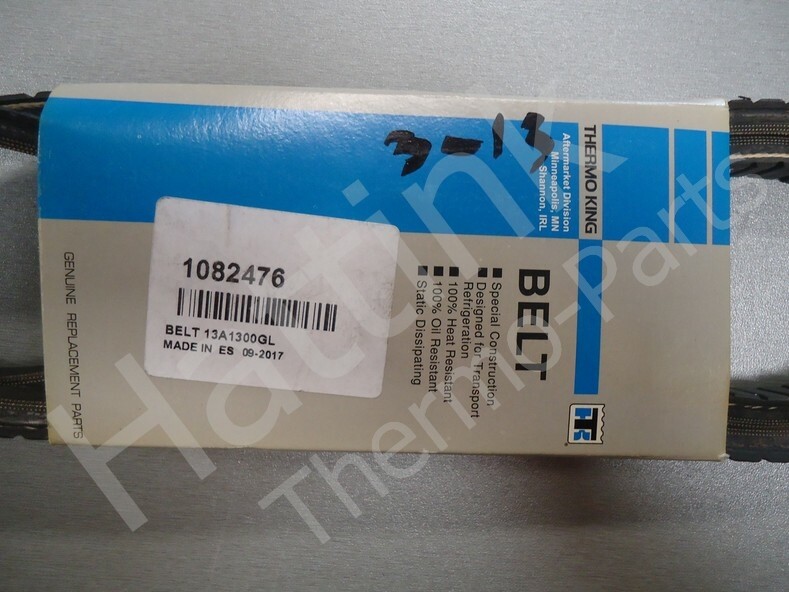 THERMO KING
Aftermarket Division
Minneapolis, MN
Shannon, IRL
3-13
BELT
Special Construction
Designed for Transport
Refrigeration
100% Heat Resistant
100% Oil Resistant
Static Dissipating
1082476
BELT 13A1300GL
MADE IN ES 09-2017
GENUINE REPLACEMENT PARTS
Hattink
Thermo-Parts